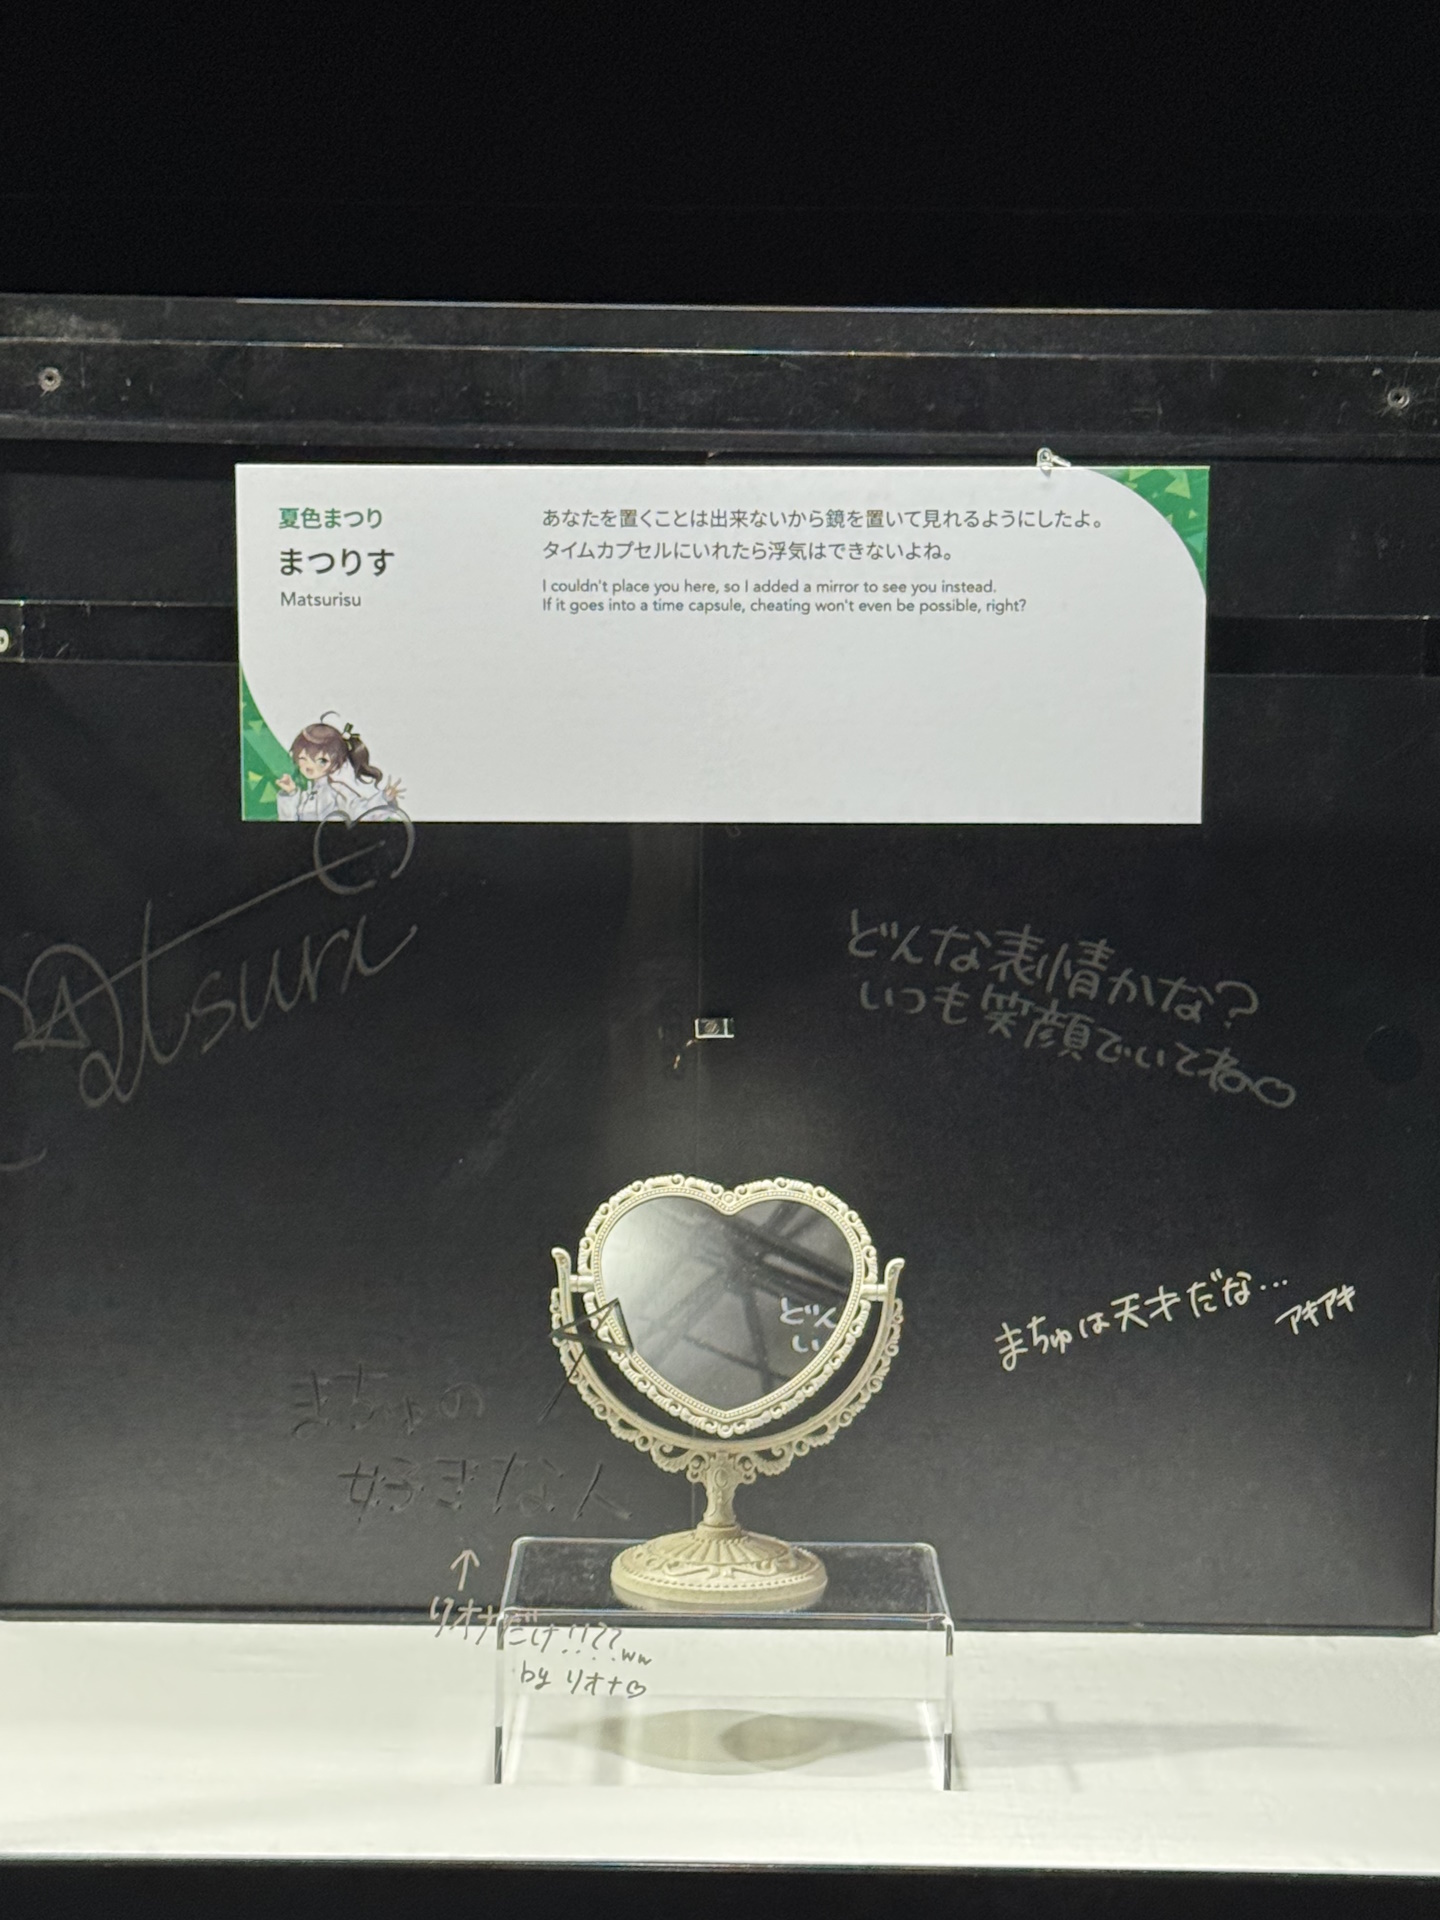 夏色まつり
まつりす
Matsurisu
あなたを置くことは出来ないから鏡を置いて見れるようにしたよ。
タイムカプセルにいれたら浮気はできないよね。
I couldn't place you here, so I added a mirror to see you instead.
If it goes into a time capsule, cheating won't even be possible, right?
Matsuri
どんな表情かな?
いつも笑顔でいてね♡
どん
い
まちゅは天才だな…
アキアキ
まちゅの
好きな人
↑
リオナだけ!!??ww
by リオナ♡